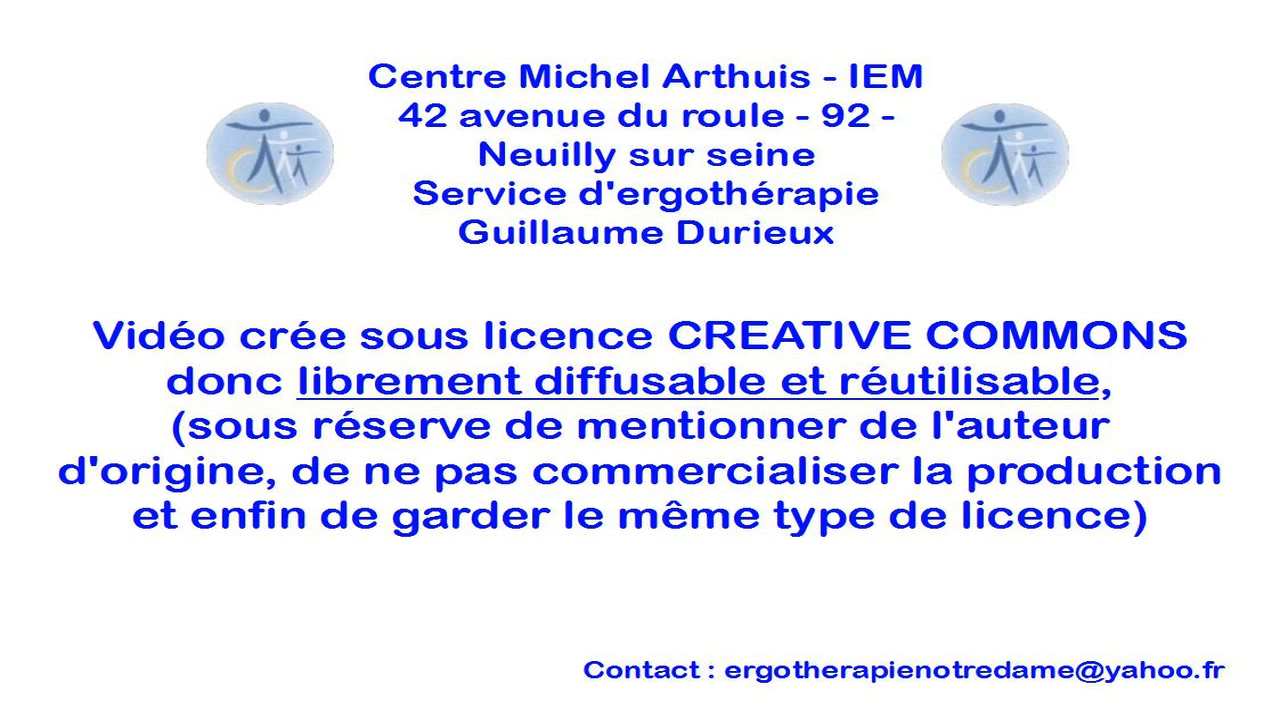 Centre Michel Arthuis - IEM
42 avenue du roule - 92 -
Neuilly sur seine
Service d'ergothérapie
Guillaume Durieux
Vidéo crée sous licence CREATIVE COMMONS
donc librement diffusable et réutilisable,
(sous réserve de mentionner de l'auteur
d'origine, de ne pas commercialiser la production
et enfin de garder le même type de licence)
Contact : ergotherapienotredame@yahoo.fr